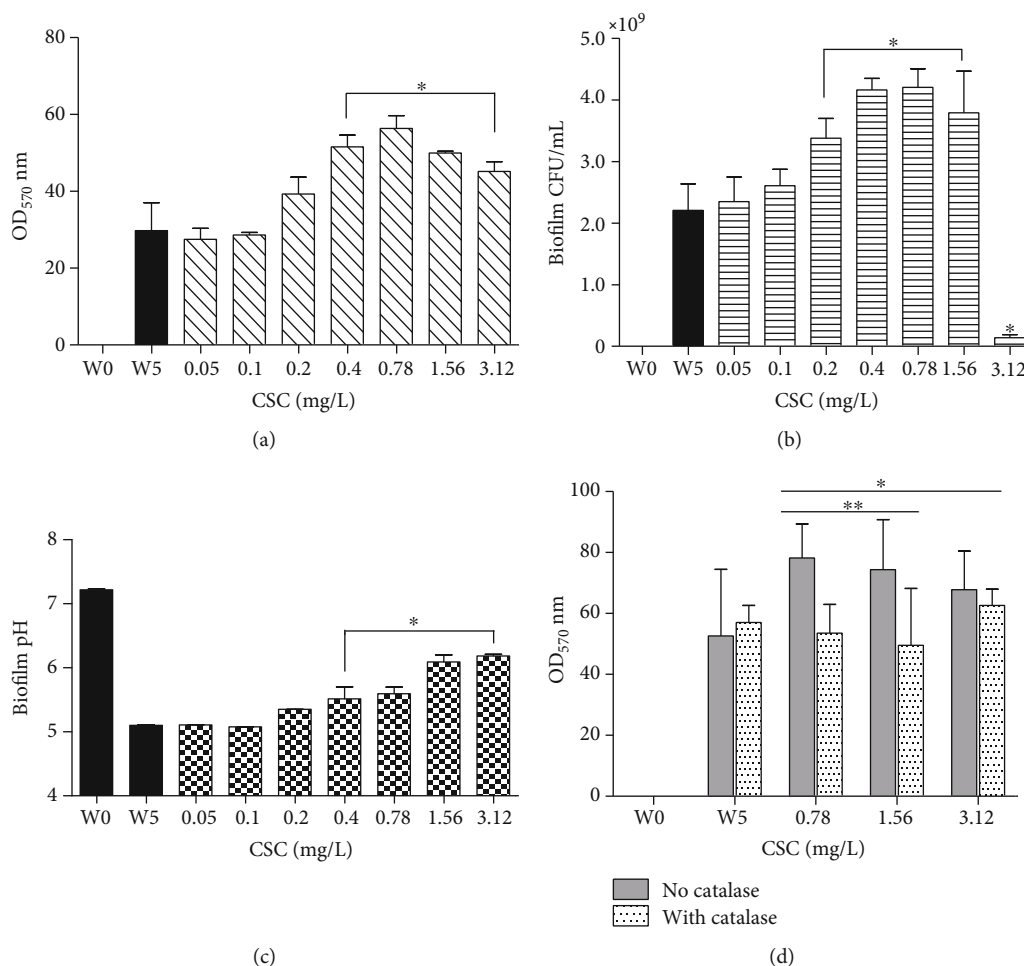 80
60
40
20
0
OD570 nm
*
W0 W5 0.05 0.1 0.2 0.4 0.78 1.56 3.12
CSC (mg/L)
(a)
×10⁹
5.0
4.0
3.0
2.0
1.0
0
Biofilm CFU/mL
*
*
W0 W5 0.05 0.1 0.2 0.4 0.78 1.56 3.12
CSC (mg/L)
(b)
8
7
6
5
4
Biofilm pH
*
W0 W5 0.05 0.1 0.2 0.4 0.78 1.56 3.12
CSC (mg/L)
(c)
100
80
60
40
20
0
OD570 nm
*
**
W0 W5 0.78 1.56 3.12
CSC (mg/L)
No catalase
With catalase
(d)